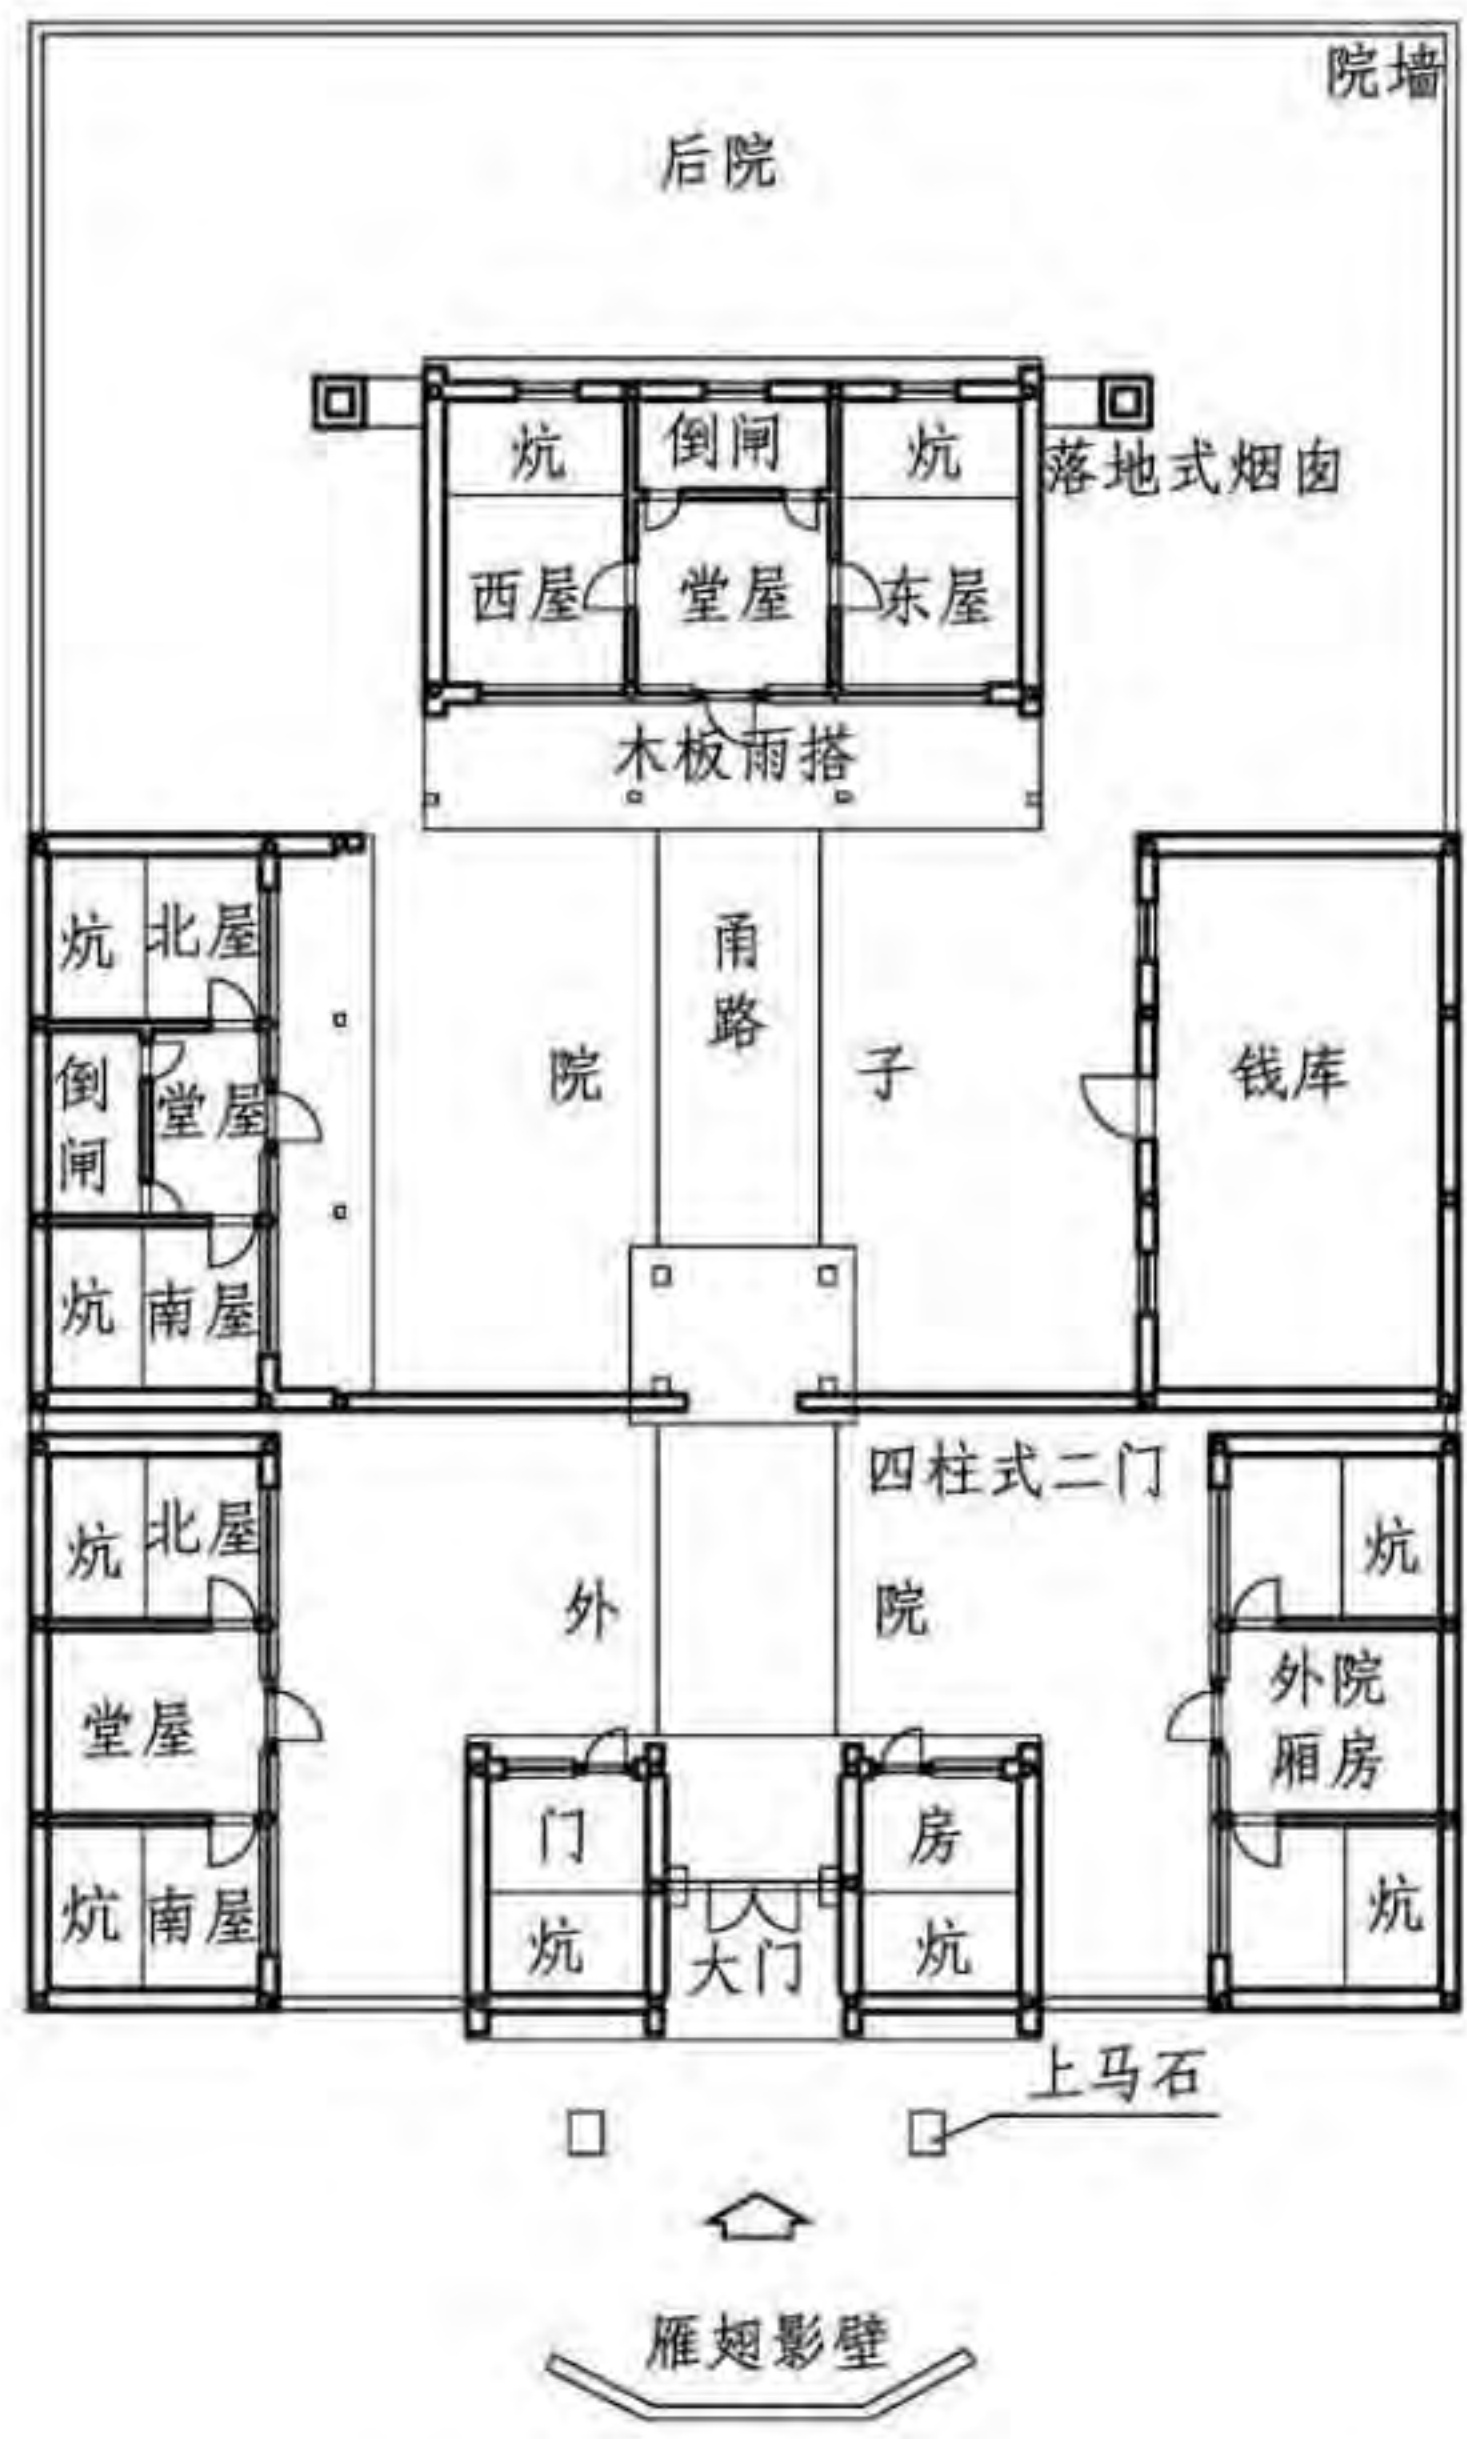 院墙
后院
炕
倒闸
炕
落地式烟囱
西屋
堂屋
东屋
木板雨搭
炕
北屋
甬
路
倒
闸
堂屋
院
子
钱库
炕
南屋
四柱式二门
炕
北屋
外
院
炕
堂屋
外院
厢房
门
房
炕
南屋
炕
大门
炕
炕
上马石
雁翅影壁